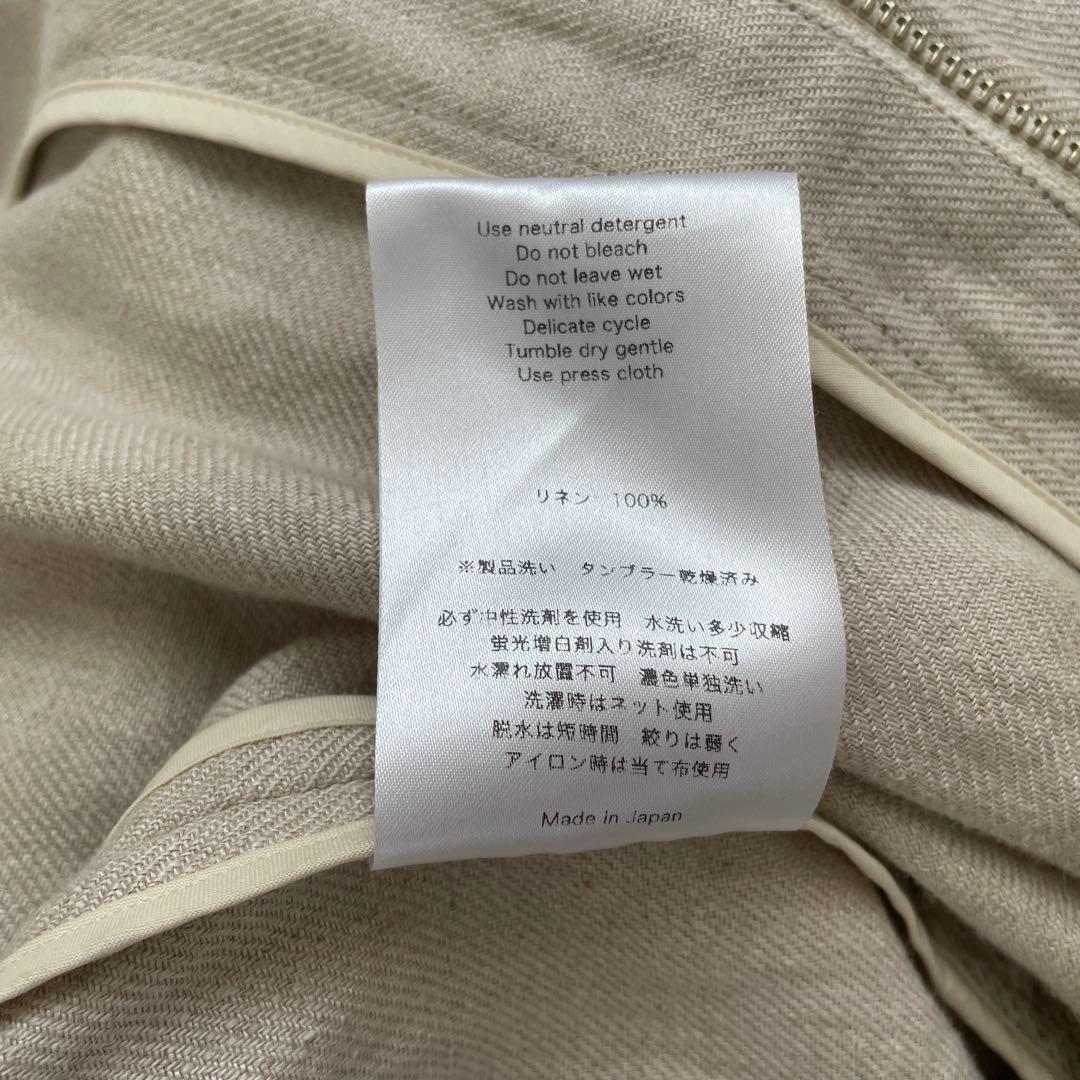 Use neutral detergent
Do not bleach
Do not leave wet
Wash with like colors
Delicate cycle
Tumble dry gentle
Use press cloth
リネン 100%
※製品洗い タンブラー乾燥済み
必ず中性洗剤を使用 水洗い多少収縮
蛍光増白剤入り洗剤は不可
水濡れ放置不可 濃色単独洗い
洗濯時はネット使用
脱水は短時間 絞りは弱く
アイロン時は当て布使用
Made in Japan